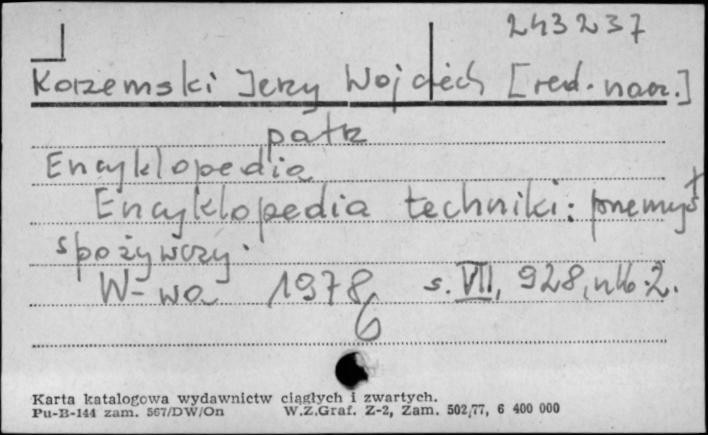 243237
Korzemski Jerzy Wojciech [red. nacz.]
patrz
Encyklopedia
Encyklopedia techniki: przemysł
spożywczy.
W-wa 1978 s. VII, 928, nlb. 2.
6
Karta katalogowa wydawnictw ciągłych i zwartych.
Pu-B-144 zam. 567/DW/On W.Z.Graf. Z-2, Zam. 502/77, 6 400 000